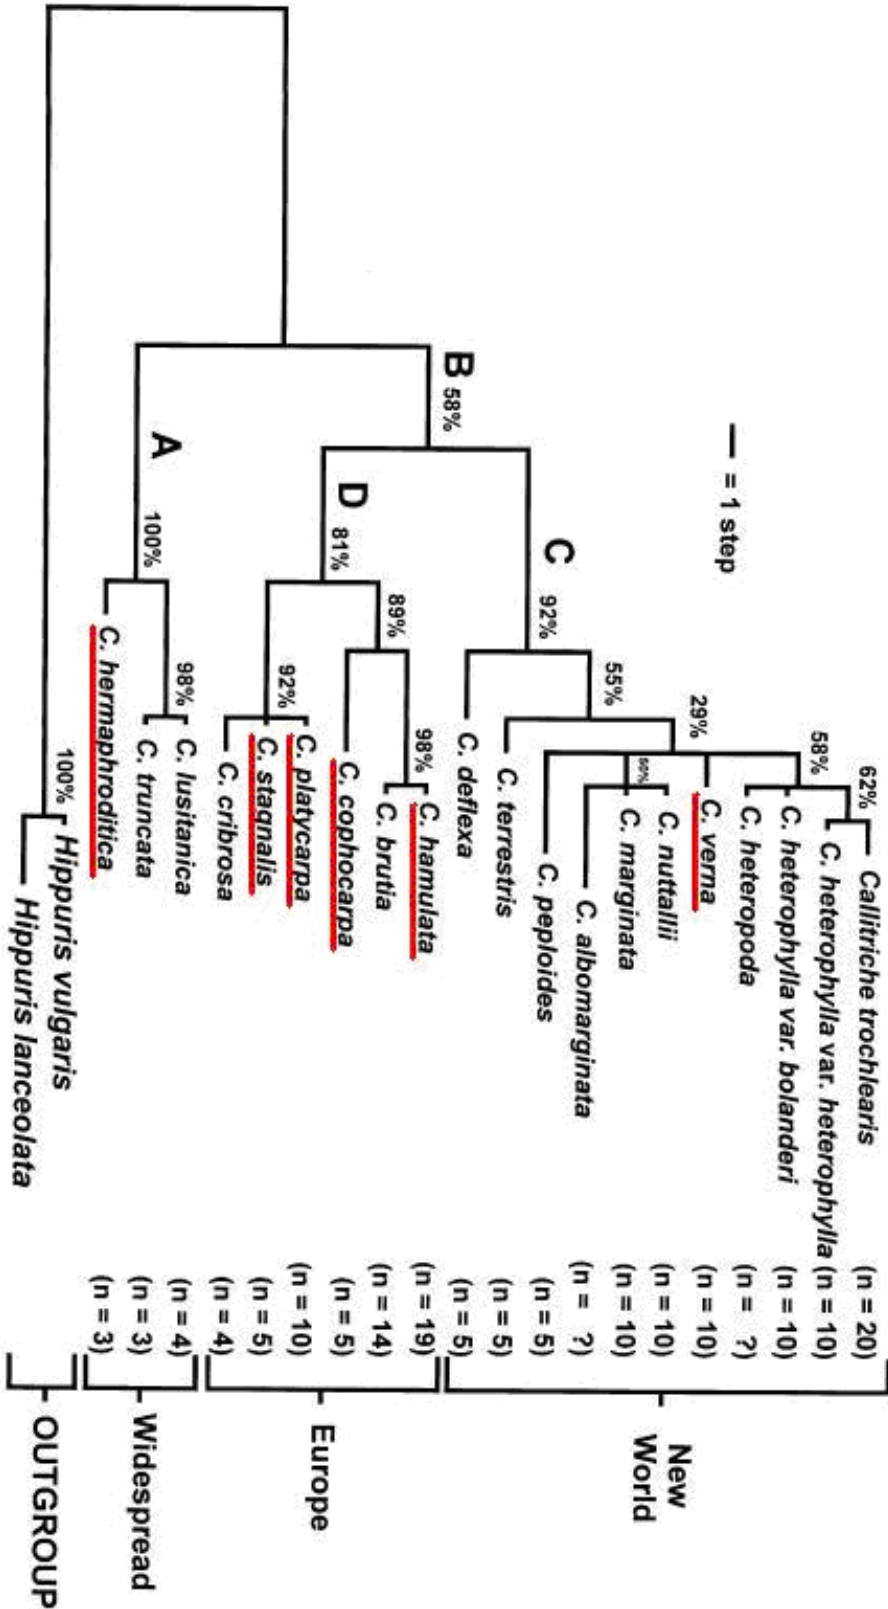 Callitriche trochlearis (n = 20)
62%
C. heterophylla var. heterophylla (n = 10)
58%
C. heterophylla var. bolanderi (n = 10)
C. heteropoda (n = ?)
29%
C. verna (n = 10)
= 1 step
C. nuttallii (n = 10)
50%
C. marginata (n = 10)
New
World
55%
C. albomarginata (n = ?)
C 92%
C. peploides (n = 5)
C. terrestris (n = 5)
C. deflexa (n = 5)
B 58%
98%
C. hamulata (n = 19)
89%
C. brutia (n = 14)
D 81%
C. cophocarpa (n = 5)
Europe
C. platycarpa (n = 10)
92%
C. stagnalis (n = 5)
C. cribrosa (n = 4)
98%
C. lusitanica (n = 4)
A 100%
C. truncata (n = 3)
Widespread
C. hermaphroditica (n = 3)
100%
Hippuris vulgaris
Hippuris lanceolata
OUTGROUP